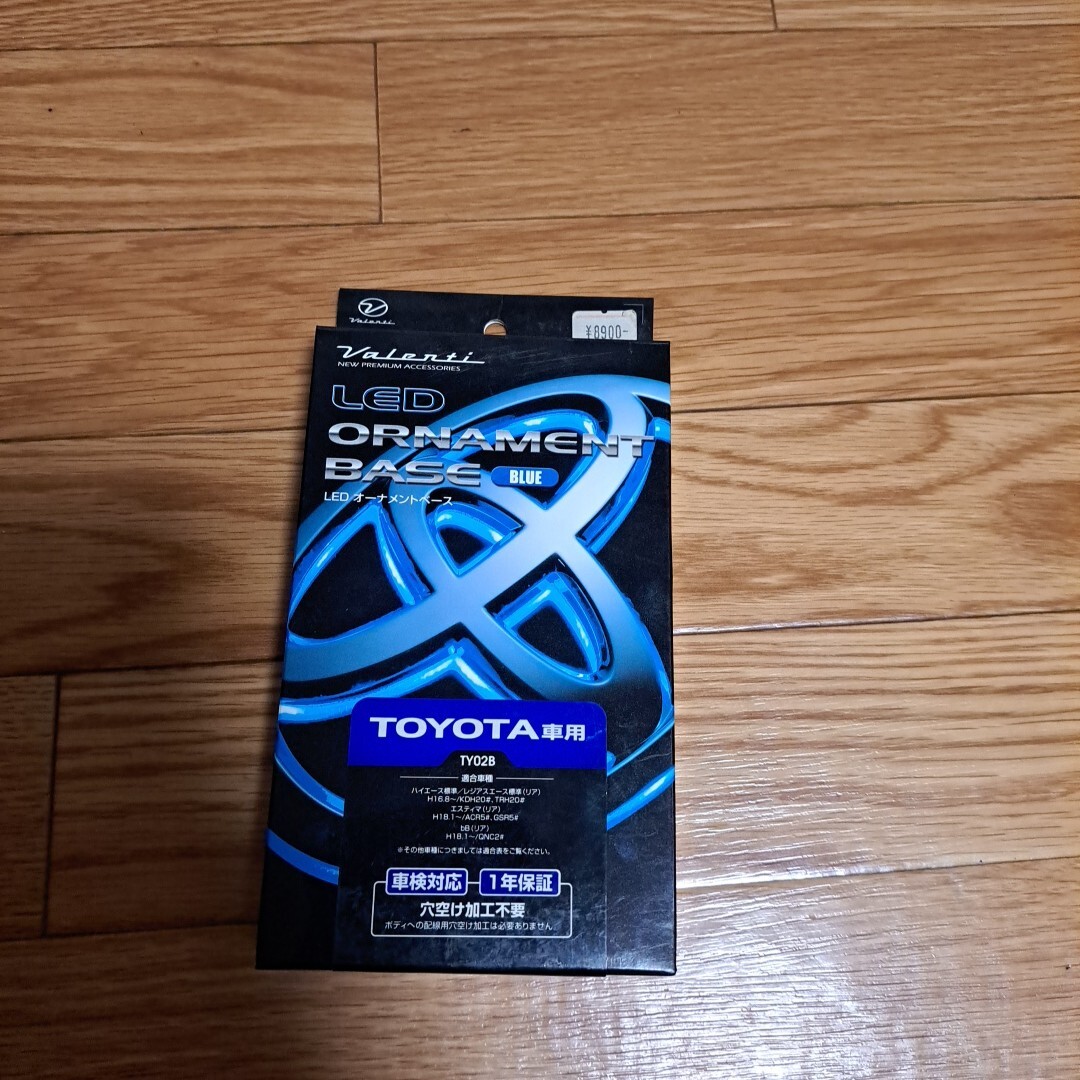 Valenti
¥8900-
Valenti
NEW PREMIUM ACCESSORIES
LED
ORNAMENT
BASE BLUE
LED オーナメントベース
TOYOTA車用
TY02B
適合車種
ハイエース標準/レジアスエース標準(リア)
H16.8～/KDH20#、TRH20#
エスティマ(リア)
H18.1～/ACR5#、GSR5#
bB(リア)
H18.1～/QNC2#
※その他車種につきましては適合表をご覧ください。
車検対応 1年保証
穴空け加工不要
ボディへの配線用穴空け加工は必要ありません